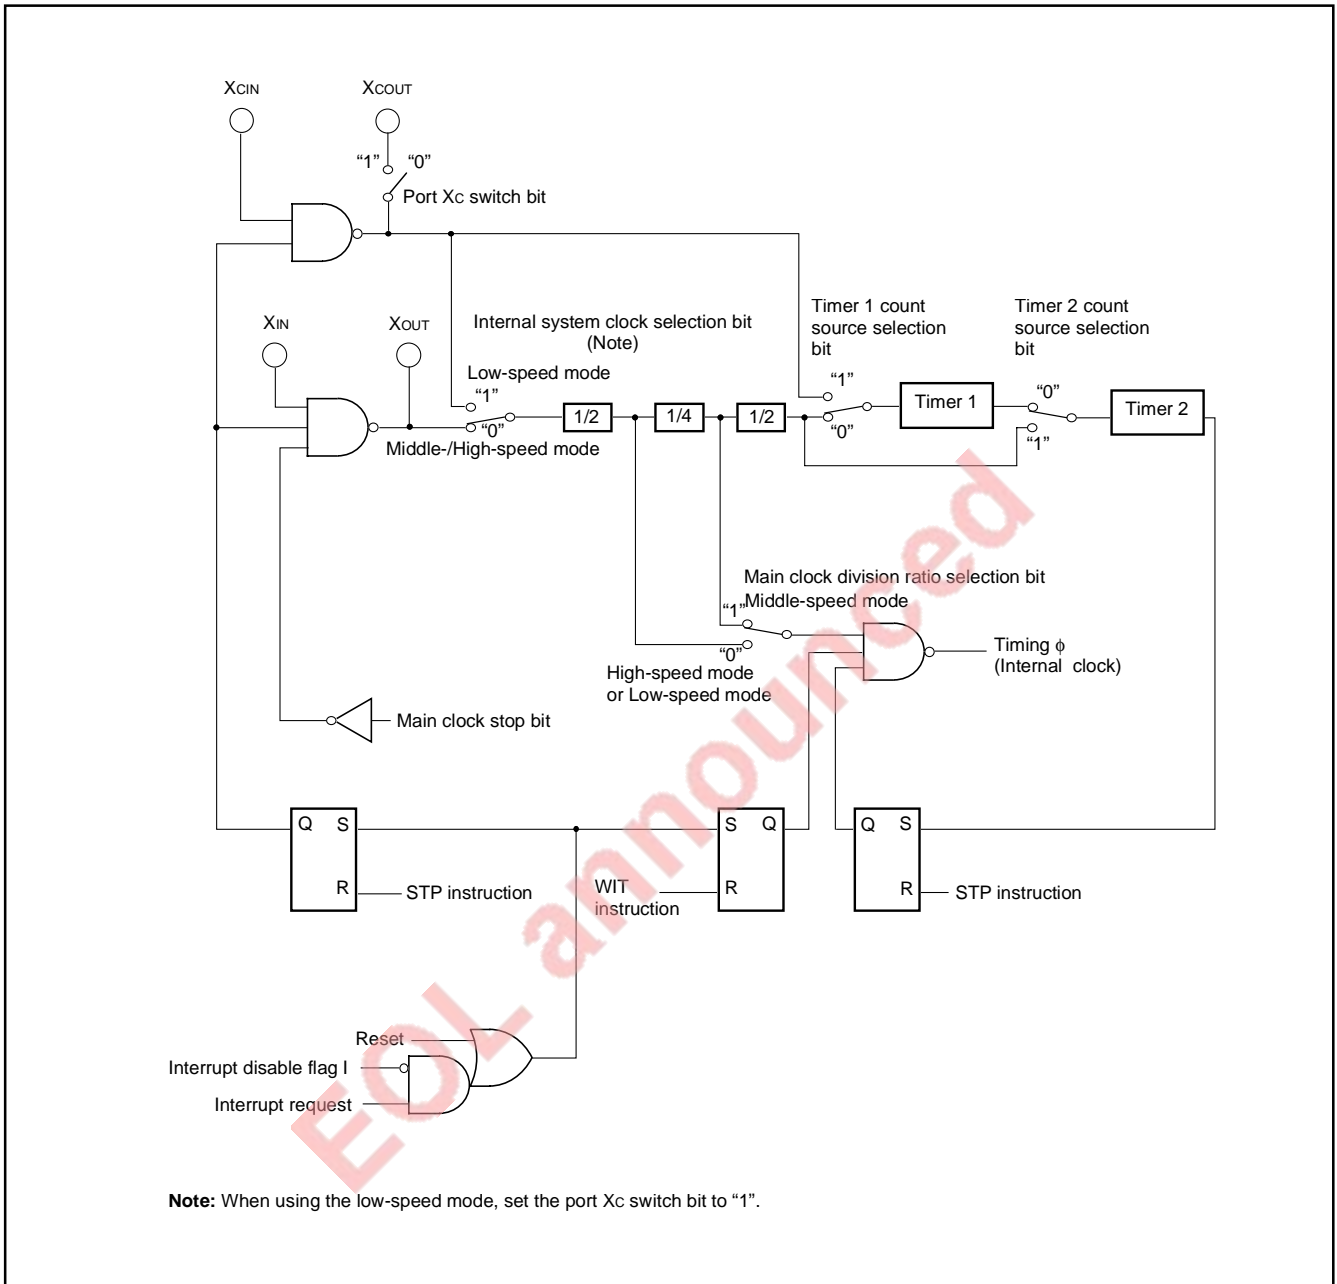 XCIN
XCOUT
“1” “0”
Port XC switch bit
XIN
XOUT
Internal system clock selection bit
(Note)
Low-speed mode
“1”
“0”
Middle-/High-speed mode
1/2
1/4
1/2
Timer 1 count
source selection
bit
“1”
“0”
Timer 1
Timer 2 count
source selection
bit
“0”
“1”
Timer 2
Main clock division ratio selection bit
Middle-speed mode
“1”
“0”
High-speed mode
or Low-speed mode
Timing ϕ
(Internal clock)
Main clock stop bit
Q S
R
STP instruction
S Q
R
WIT
instruction
Q S
R
STP instruction
Reset
Interrupt disable flag I
Interrupt request
EOL announced
Note: When using the low-speed mode, set the port XC switch bit to “1”.